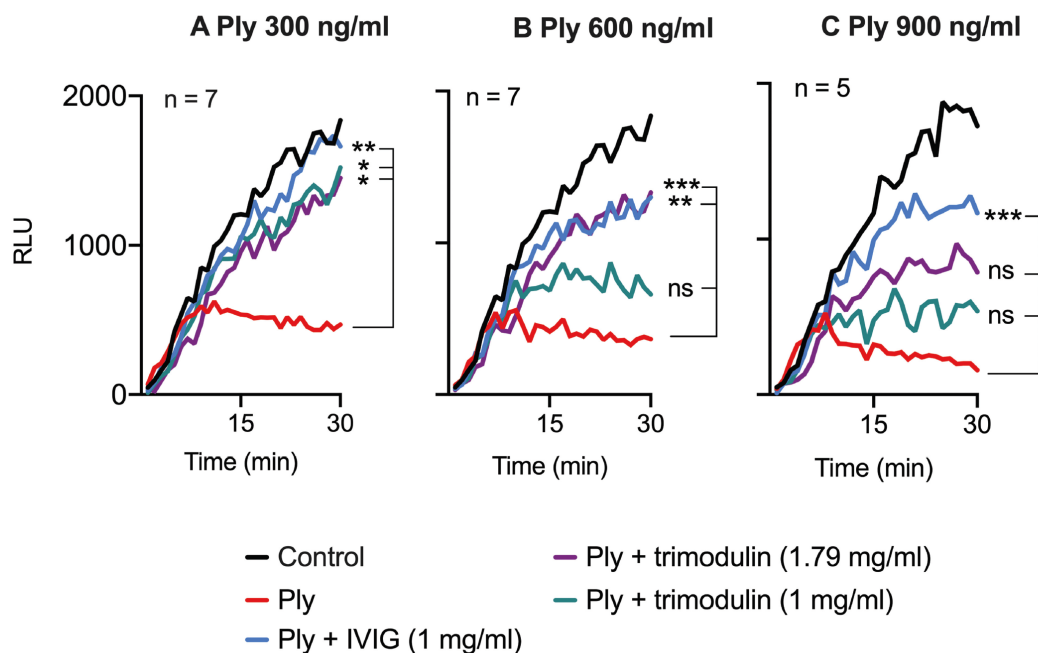 A Ply 300 ng/ml
B Ply 600 ng/ml
C Ply 900 ng/ml
RLU
2000
1000
0
n = 7
**
*
*
15
30
Time (min)
n = 7
***
**
ns
15
30
Time (min)
n = 5
***
ns
ns
15
30
Time (min)
Control
Ply
Ply + IVIG (1 mg/ml)
Ply + trimodulin (1.79 mg/ml)
Ply + trimodulin (1 mg/ml)